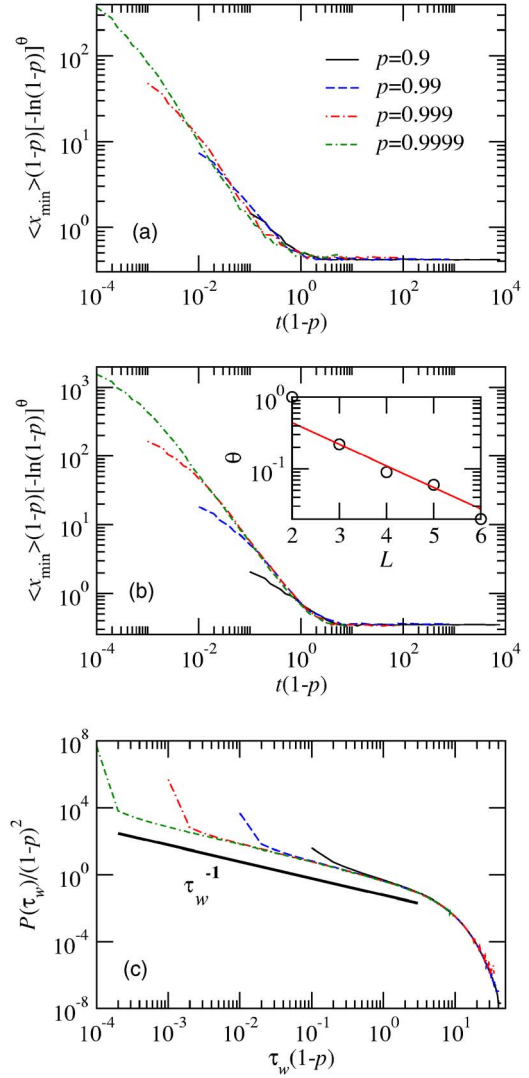 <x_min>(1-p)[-ln(1-p)]^θ
10^2
10^1
10^0
p=0.9
p=0.99
p=0.999
p=0.9999
(a)
10^-4 10^-2 10^0 10^2 10^4
t(1-p)
<x_min>(1-p)[-ln(1-p)]^θ
10^3
10^2
10^1
10^0
Θ
10^0
10^-1
2 3 4 5 6
L
(b)
10^-4 10^-2 10^0 10^2 10^4
t(1-p)
P(τ_w)/(1-p)^2
10^8
10^4
10^0
10^-4
10^-8
τ_w^-1
(c)
10^-4 10^-3 10^-2 10^-1 10^0 10^1
τ_w(1-p)